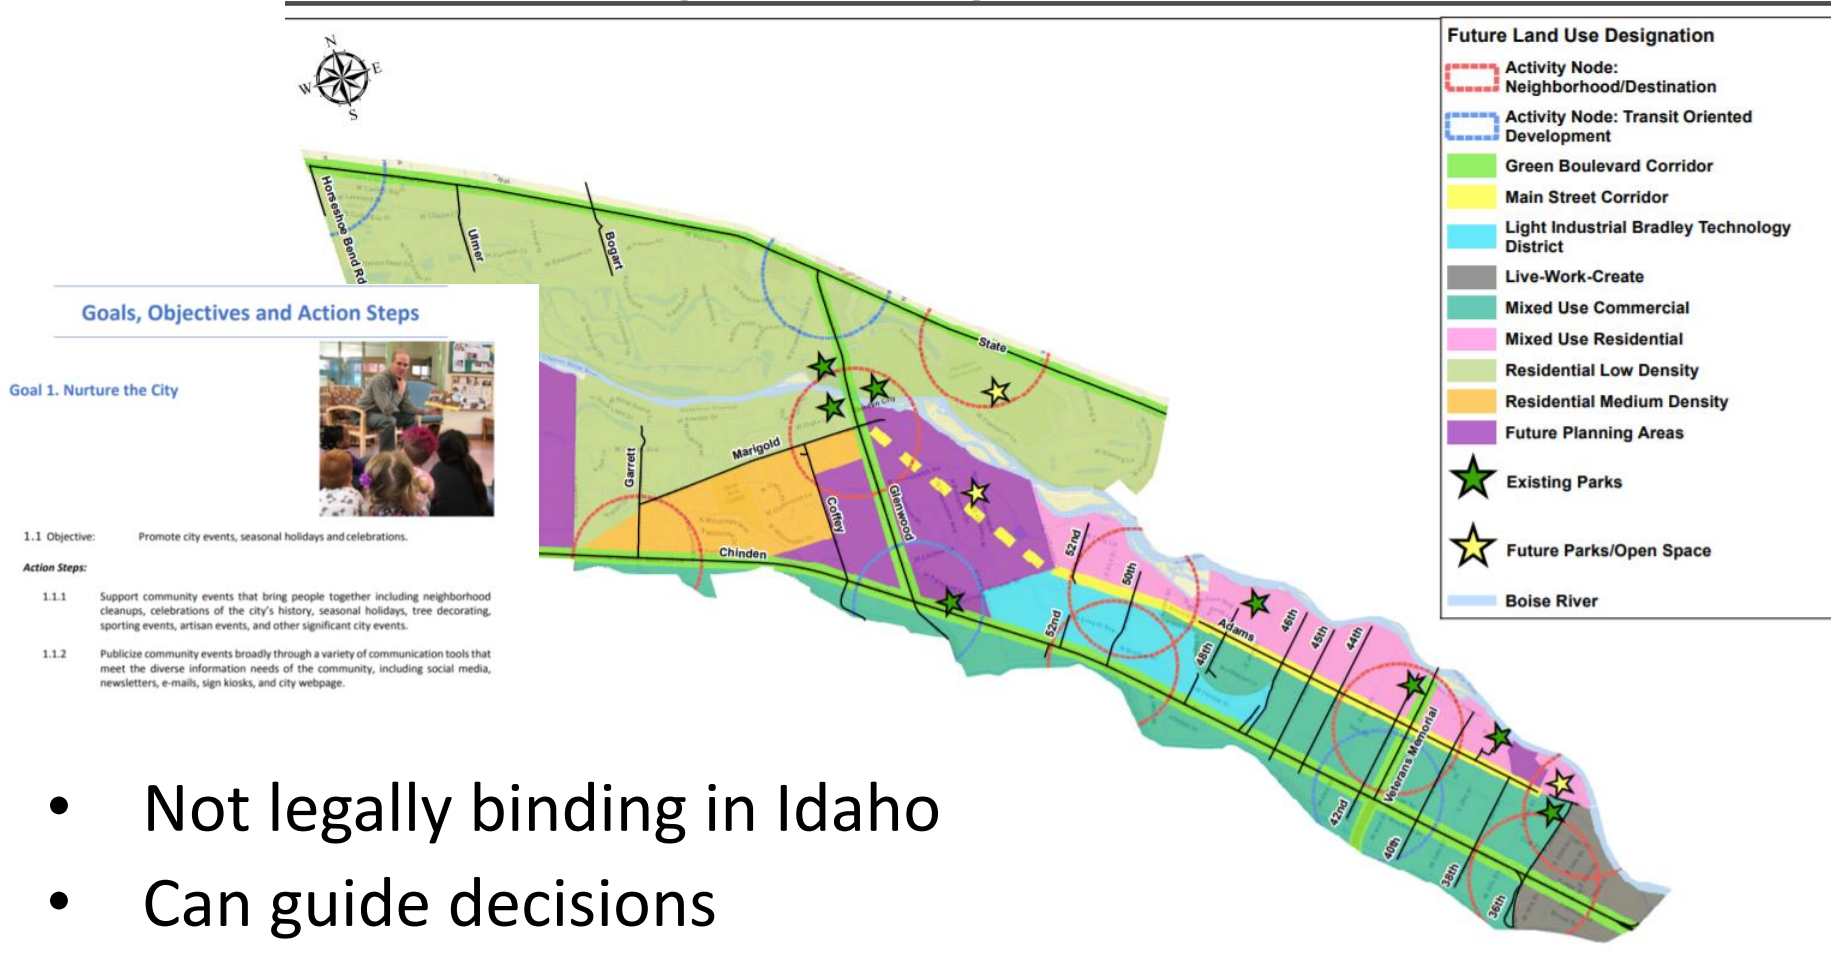 N
E
W
S
Future Land Use Designation
Activity Node:
Neighborhood/Destination
Activity Node: Transit Oriented
Development
Green Boulevard Corridor
Main Street Corridor
Light Industrial Bradley Technology
District
Live-Work-Create
Mixed Use Commercial
Mixed Use Residential
Residential Low Density
Residential Medium Density
Future Planning Areas
Existing Parks
Future Parks/Open Space
Boise River
Horseshoe Bend Rd
Ulmer
Bogart
State
Garrett
Marigold
Coffey
Glenwood
Chinden
52nd
50th
52nd
48th
Adams
46th
45th
44th
Veterans Memorial
42nd
40th
38th
36th
Goals, Objectives and Action Steps
Goal 1. Nurture the City
1.1 Objective: Promote city events, seasonal holidays and celebrations.
Action Steps:
1.1.1 Support community events that bring people together including neighborhood
cleanups, celebrations of the city's history, seasonal holidays, tree decorating,
sporting events, artisan events, and other significant city events.
1.1.2 Publicize community events broadly through a variety of communication tools that
meet the diverse information needs of the community, including social media,
newsletters, e-mails, sign kiosks, and city webpage.
• Not legally binding in Idaho
• Can guide decisions